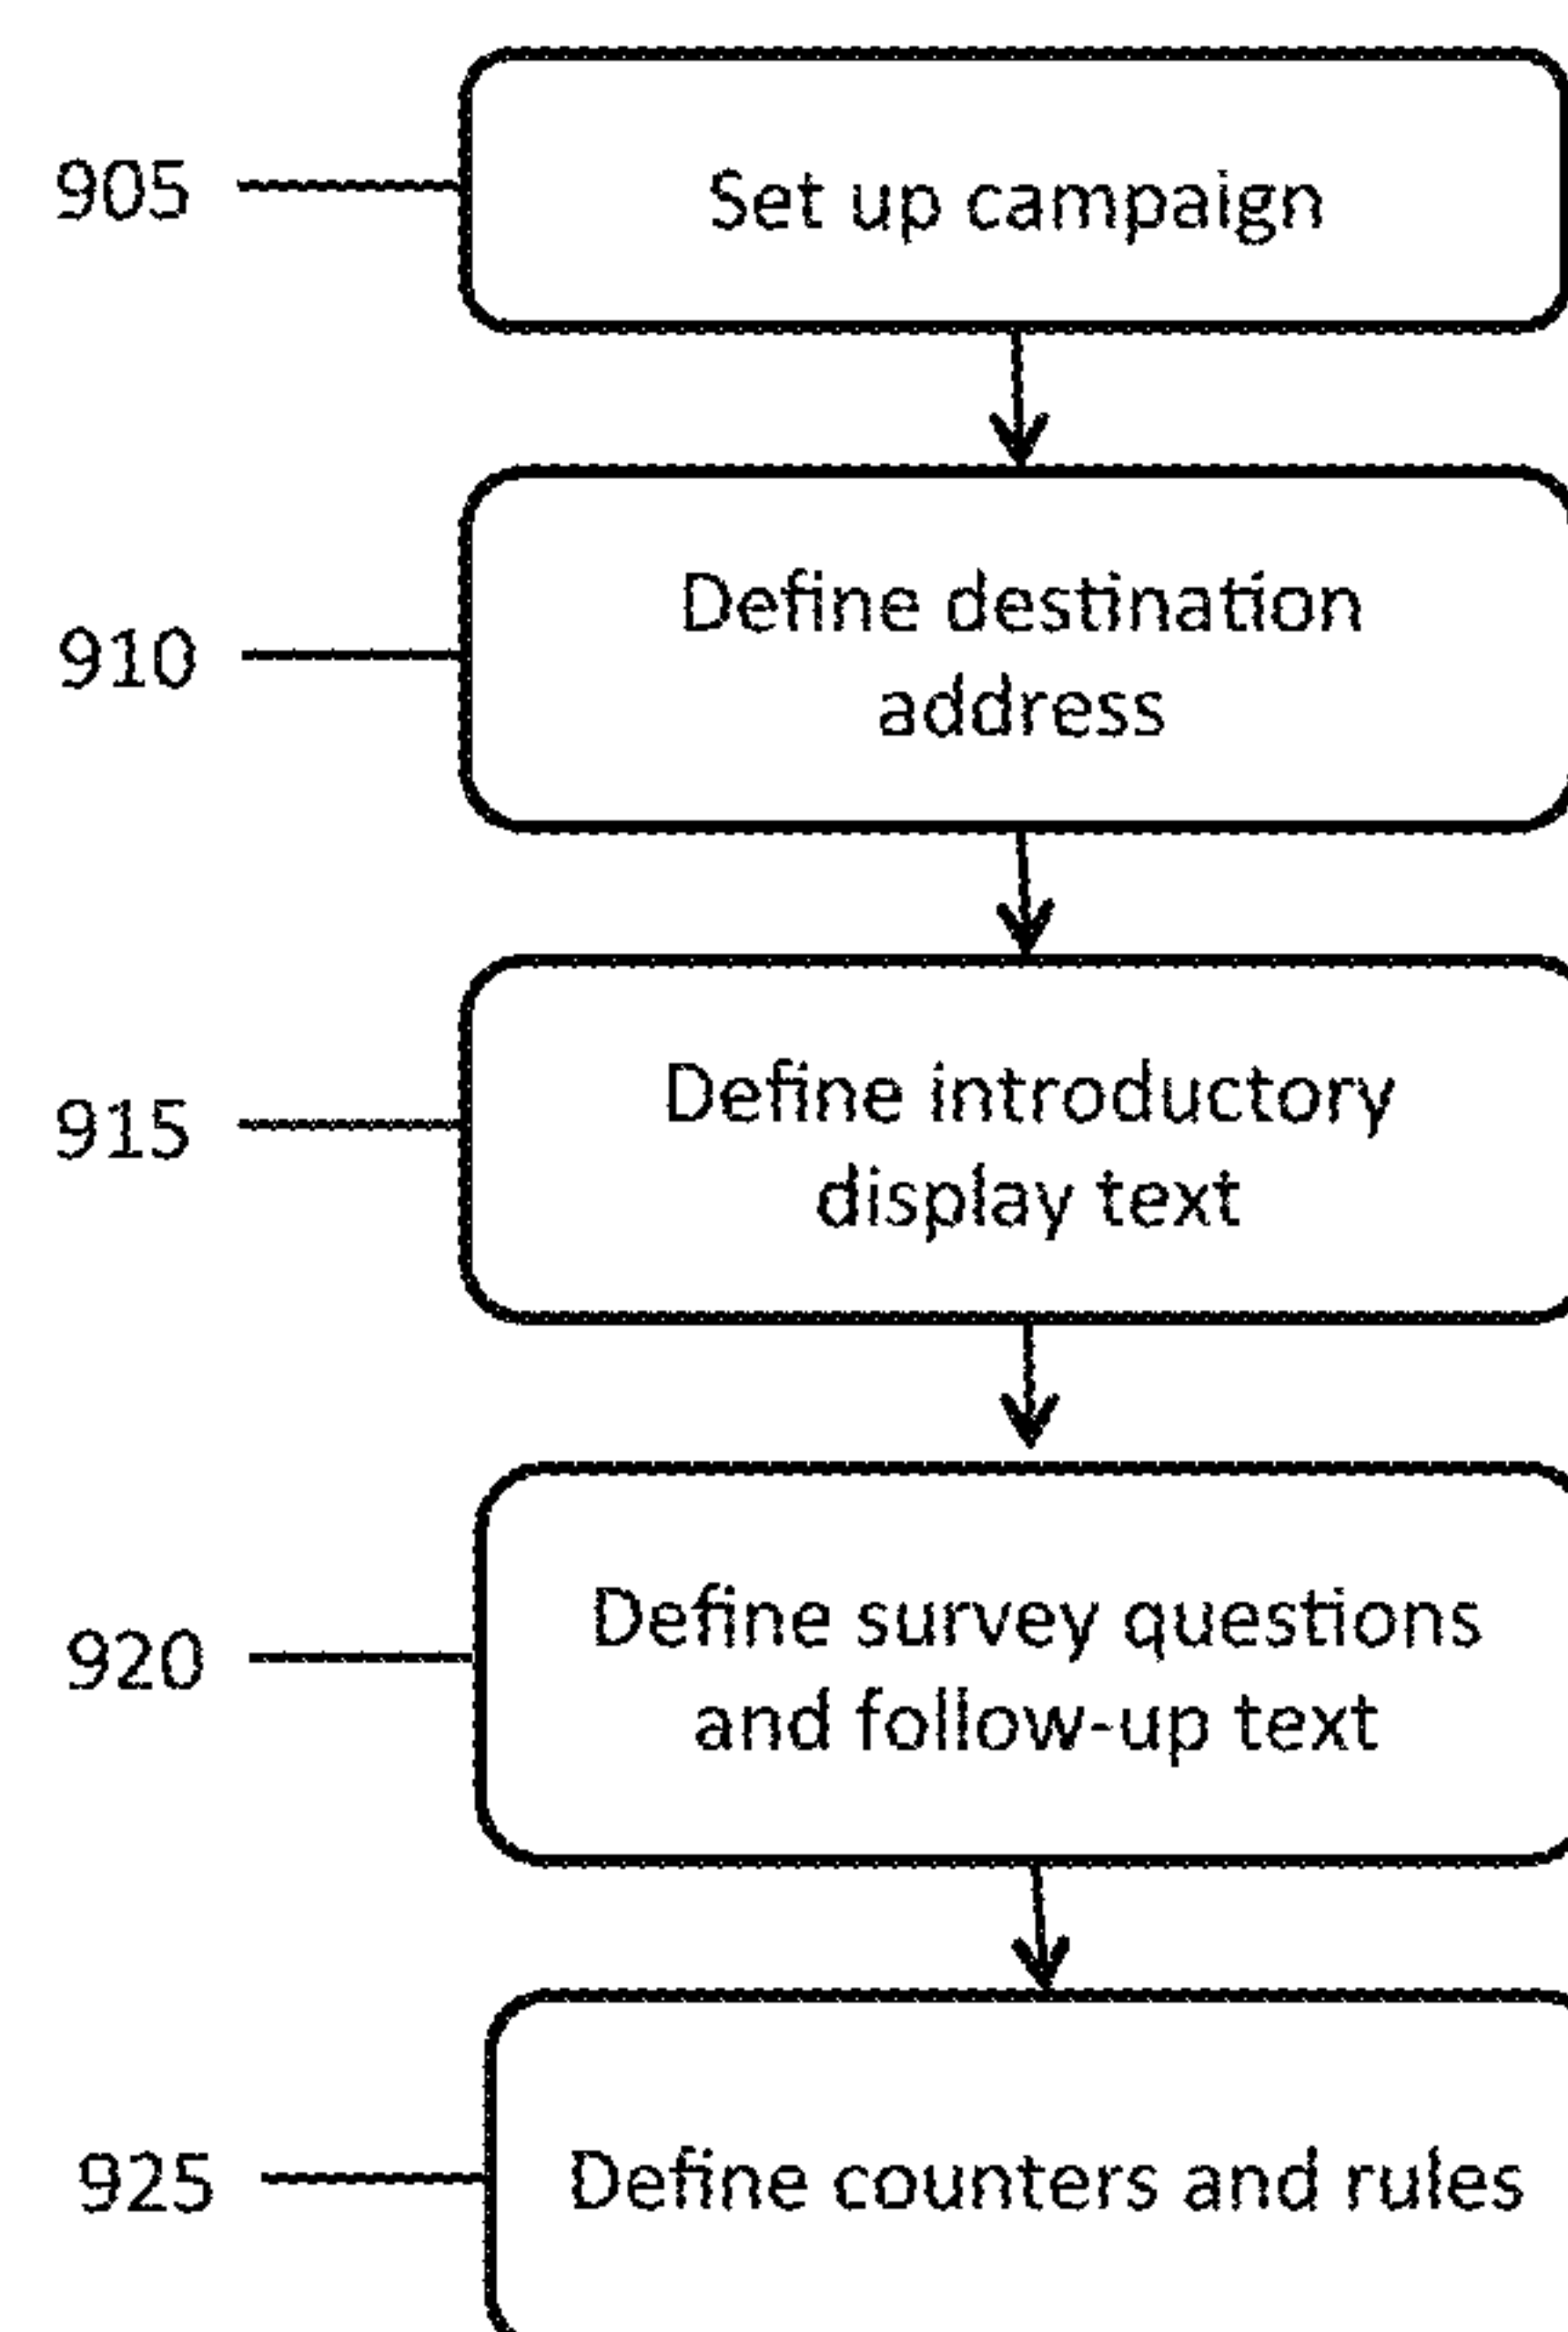 905
Set up campaign
910
Define destination
address
915
Define introductory
display text
920
Define survey questions
and follow-up text
925
Define counters and rules